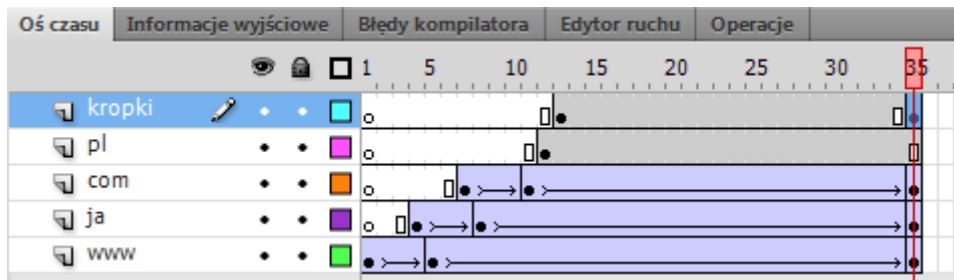 Oś czasu Informacje wyjściowe Błędy kompilatora Edytor ruchu Operacje
1 5 10 15 20 25 30 35
kropki
pl
com
ja
www